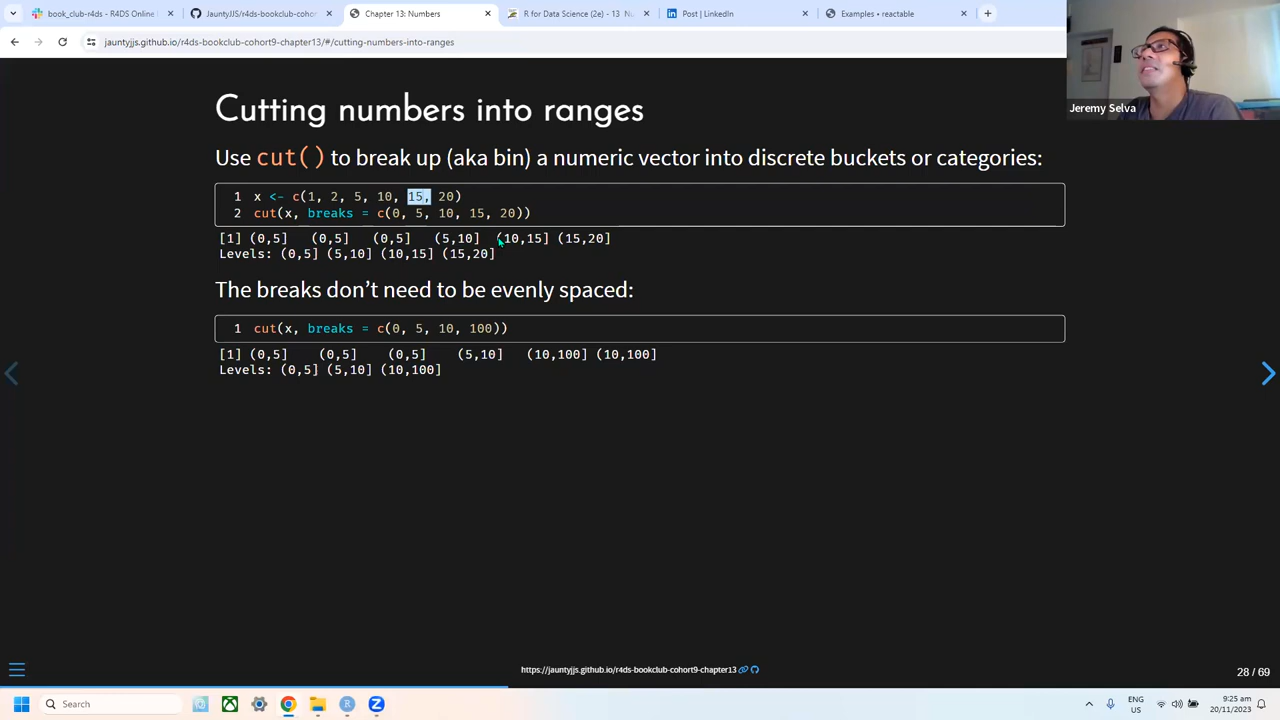 book_club-r4ds - R4DS Online
JauntyJJS/r4ds-bookclub-cohor
Chapter 13: Numbers
R for Data Science (2e) - 13 Nu
Post | LinkedIn
Examples – reactable
jauntyjjs.github.io/r4ds-bookclub-cohort9-chapter13/#/cutting-numbers-into-ranges
Jeremy Selva
Cutting numbers into ranges
Use cut() to break up (aka bin) a numeric vector into discrete buckets or categories:
1 x <- c(1, 2, 5, 10, 15, 20)
2 cut(x, breaks = c(0, 5, 10, 15, 20))
[1] (0,5] (0,5] (0,5] (5,10] (10,15] (15,20]
Levels: (0,5] (5,10] (10,15] (15,20]
The breaks don’t need to be evenly spaced:
1 cut(x, breaks = c(0, 5, 10, 100))
[1] (0,5] (0,5] (0,5] (5,10] (10,100] (10,100]
Levels: (0,5] (5,10] (10,100]
https://jauntyjjs.github.io/r4ds-bookclub-cohort9-chapter13
28 / 69
Search
ENG
US
9:25 am
20/11/2023